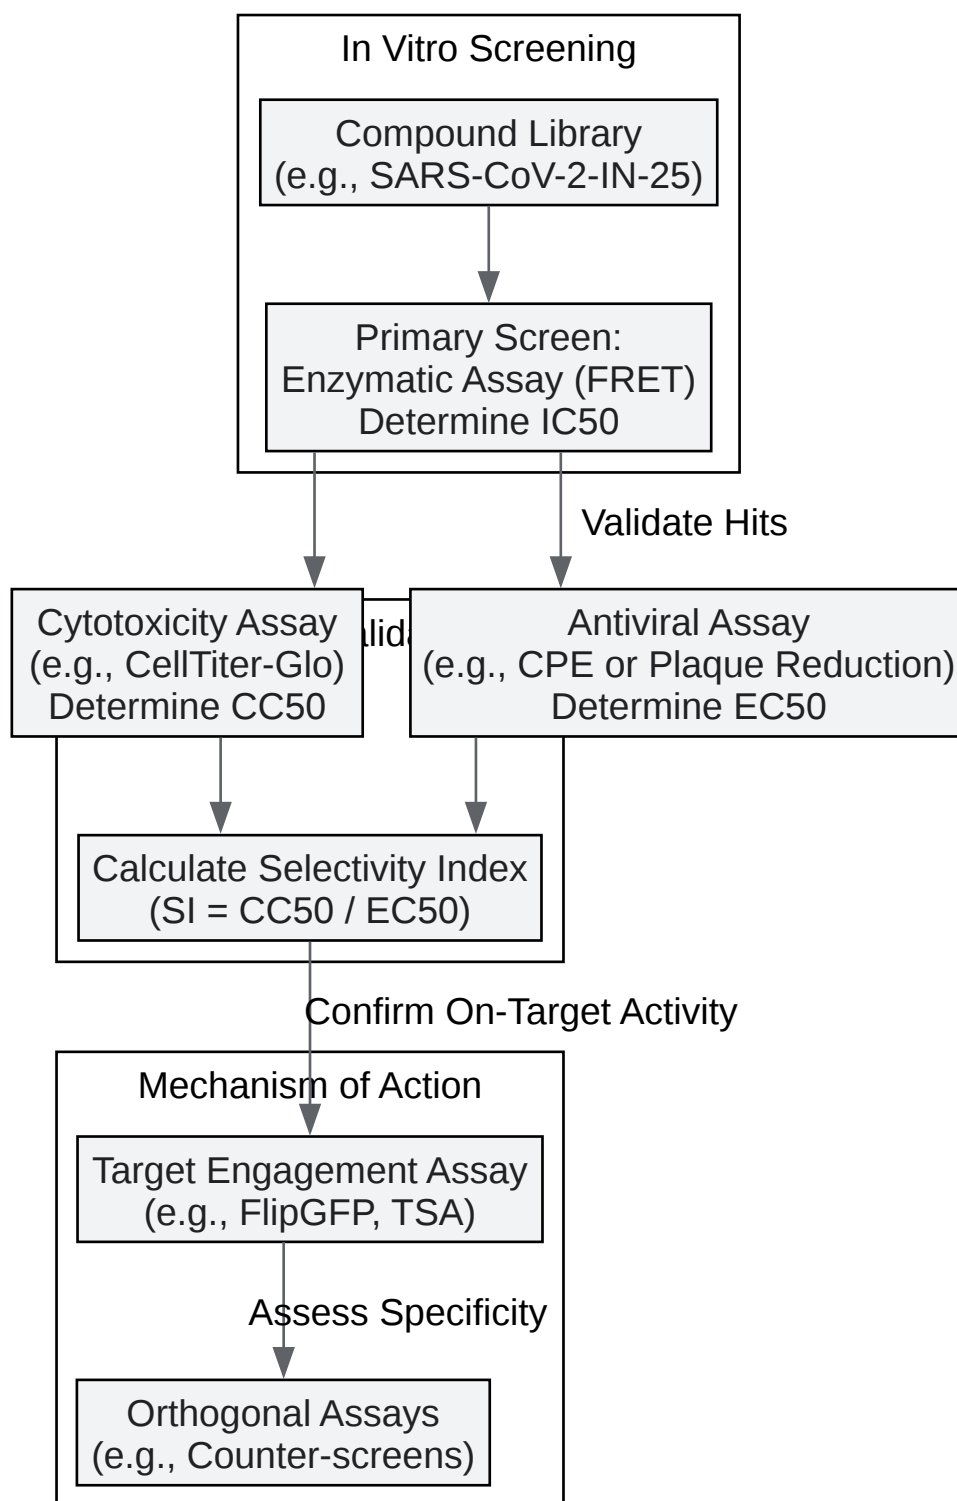 In Vitro Screening
Compound Library
(e.g., SARS-CoV-2-IN-25)
Primary Screen:
Enzymatic Assay (FRET)
Determine IC50
Validate Hits
Cytotoxicity Assay
(e.g., CellTiter-Glo)
Determine CC50
Antiviral Assay
(e.g., CPE or Plaque Reduction)
Determine EC50
Calculate Selectivity Index
(SI = CC50 / EC50)
Confirm On-Target Activity
Mechanism of Action
Target Engagement Assay
(e.g., FlipGFP, TSA)
Assess Specificity
Orthogonal Assays
(e.g., Counter-screens)